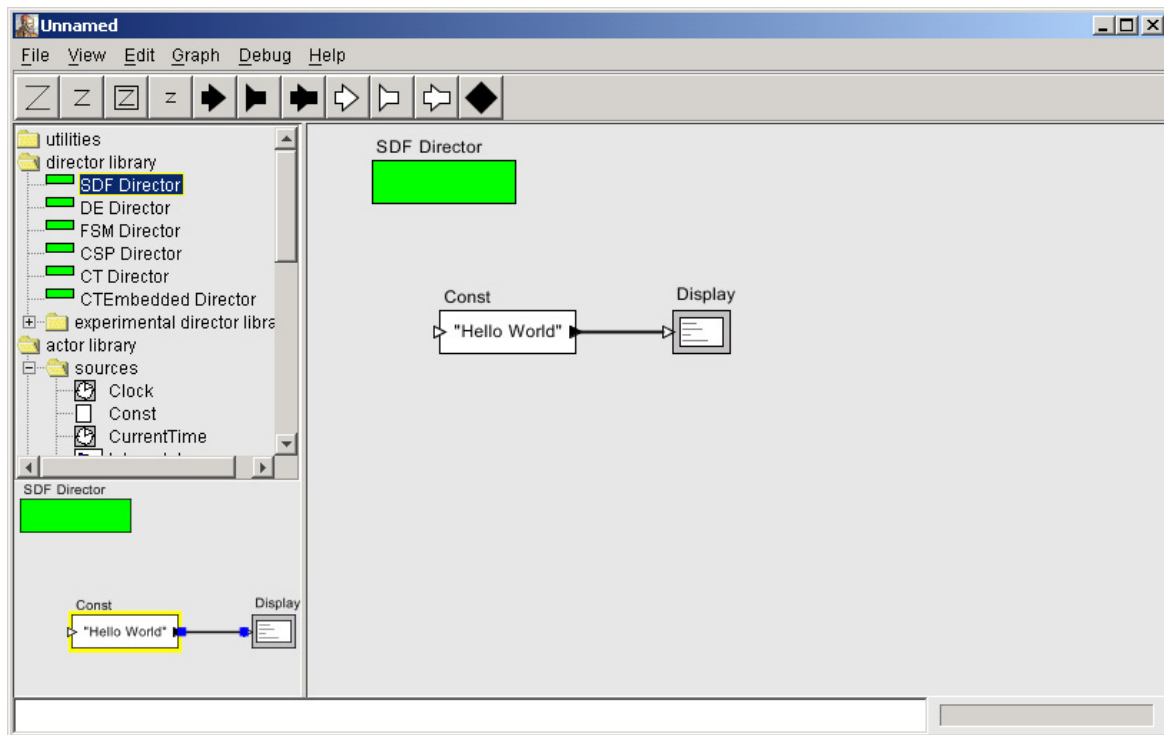 Unnamed
File View Edit Graph Debug Help
utilities
director library
SDF Director
DE Director
FSM Director
CSP Director
CT Director
CTEmbedded Director
experimental director libra
actor library
sources
Clock
Const
CurrentTime
SDF Director
Const
"Hello World"
Display
SDF Director
Const
Display
"Hello World"